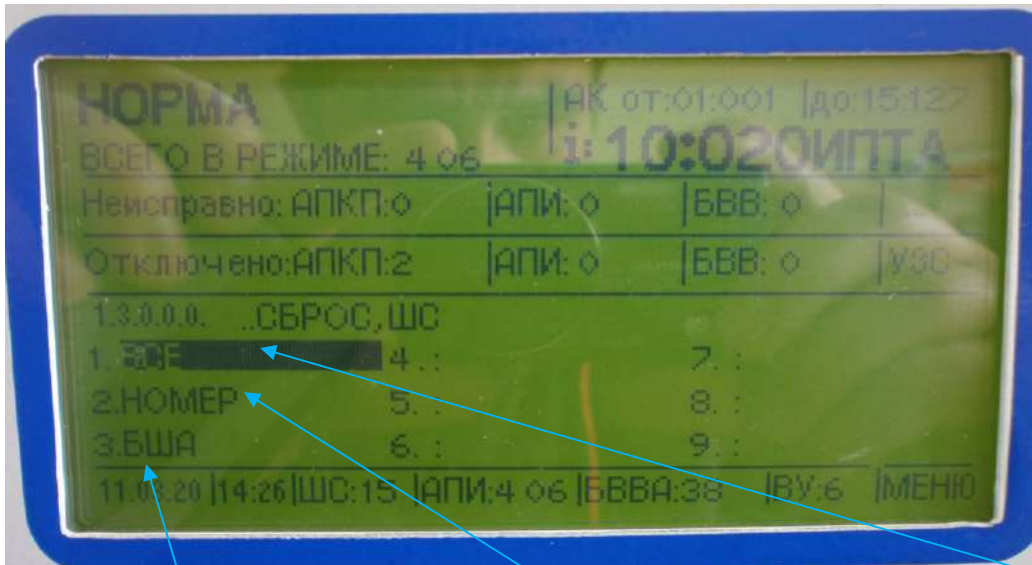 НОРМА |АК от:01:001 |до:15:127
ВСЕГО В РЕЖИМЕ: 4 06 i: 10:020ИПТА
Неисправно: АПКП:0 |АПИ: 0 |БВВ: 0 |
Отключено:АПКП:2 |АПИ: 0 |БВВ: 0 |УЗС
1.3.0.0.0. ..СБРОС,ШС
1. ВСЕ 4. : 7. :
2.НОМЕР 5. : 8. :
3.БША 6. : 9. :
|14:26|ШС:15 |АПИ:4 06 |БВВА:38 |ВУ:6 |МЕНЮ